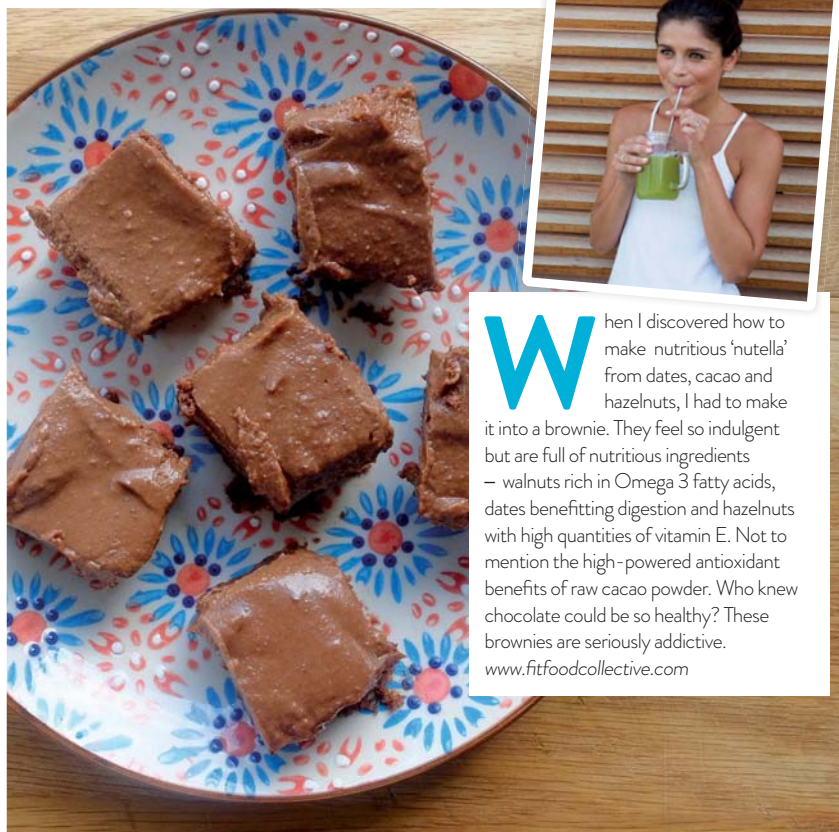 When I discovered how to
make nutritious ‘nutella’
from dates, cacao and
hazelnuts, I had to make
it into a brownie. They feel so indulgent
but are full of nutritious ingredients
– walnuts rich in Omega 3 fatty acids,
dates benefitting digestion and hazelnuts
with high quantities of vitamin E. Not to
mention the high-powered antioxidant
benefits of raw cacao powder. Who knew
chocolate could be so healthy? These
brownies are seriously addictive.
www.fitfoodcollective.com